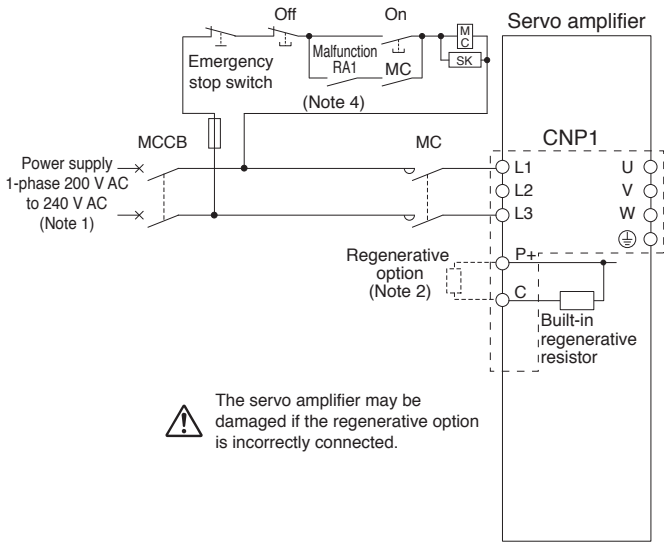 Off
On
Servo amplifier
Emergency
stop switch
Malfunction
RA1
MC
M
C
SK
(Note 4)
MCCB
MC
CNP1
Power supply
1-phase 200 V AC
to 240 V AC
(Note 1)
L1
U
L2
V
L3
W
Regenerative
option
(Note 2)
P+
C
Built-in
regenerative
resistor
The servo amplifier may be
damaged if the regenerative option
is incorrectly connected.